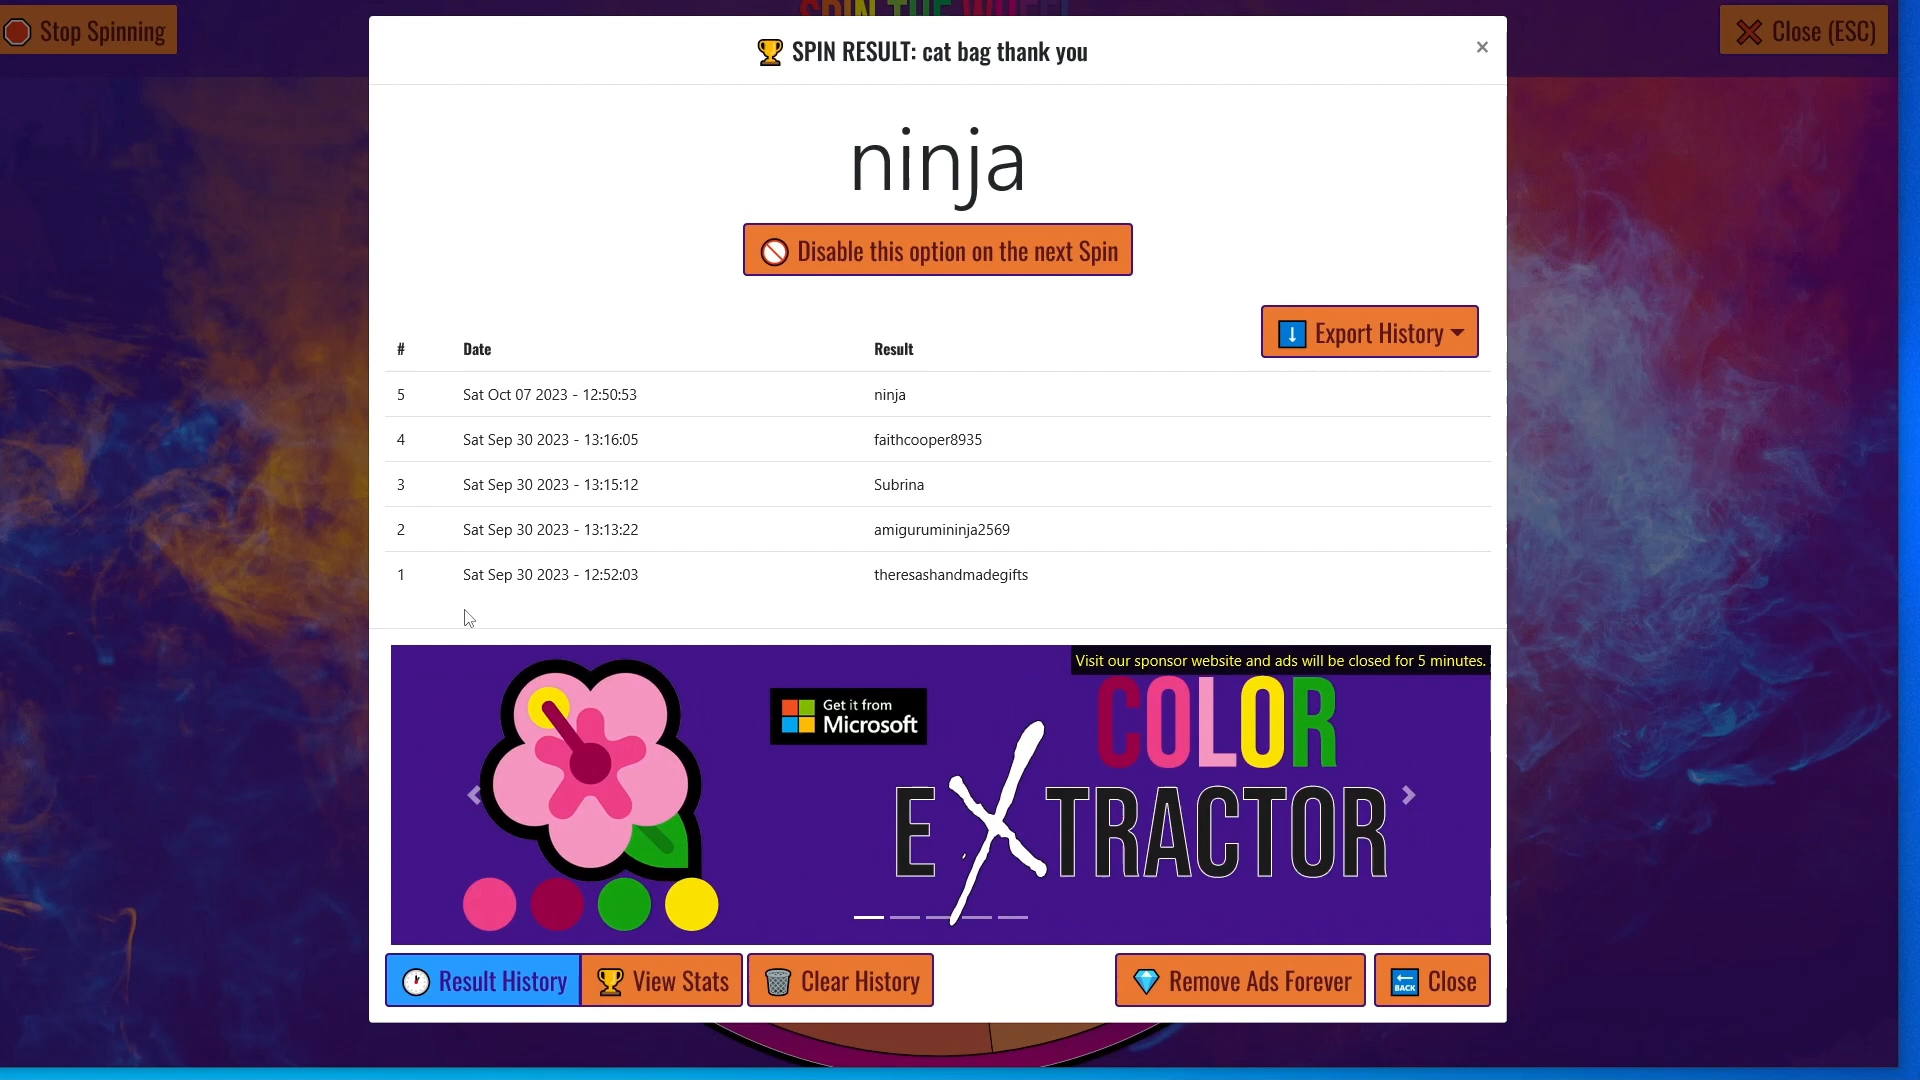 SPIN THE WHEEL
Stop Spinning
Close (ESC)
SPIN RESULT: cat bag thank you
×
ninja
Disable this option on the next Spin
Export History
# Date Result
5 Sat Oct 07 2023 - 12:50:53 ninja
4 Sat Sep 30 2023 - 13:16:05 faithcooper8935
3 Sat Sep 30 2023 - 13:15:12 Subrina
2 Sat Sep 30 2023 - 13:13:22 amigurumininja2569
1 Sat Sep 30 2023 - 12:52:03 theresashandmadegifts
Visit our sponsor website and ads will be closed for 5 minutes.
Get it from
Microsoft
COLOR
EXTRACTOR
Result History
View Stats
Clear History
Remove Ads Forever
BACK
Close